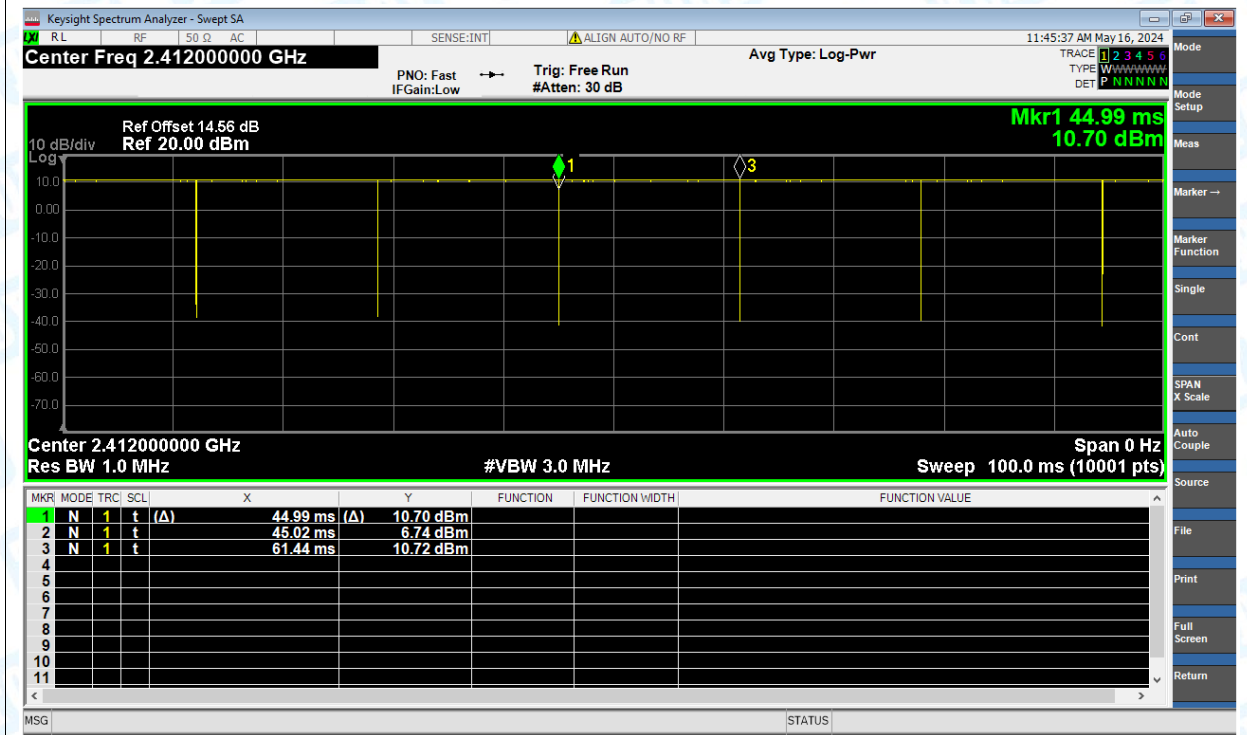 Keysight Spectrum Analyzer - Swept SA
LXI RL RF 50 Ω AC SENSE:INT ALIGN AUTO/NO RF 11:45:37 AM May 16, 2024
Center Freq 2.412000000 GHz
PNO: Fast
IFGain:Low
Trig: Free Run
#Atten: 30 dB
Avg Type: Log-Pwr
TRACE 1 2 3 4 5 6
TYPE WWWWWW
DET P N N N N N
Mkr1 44.99 ms
10.70 dBm
Ref Offset 14.56 dB
10 dB/div Ref 20.00 dBm
Log
1
3
10.0
0.00
-10.0
-20.0
-30.0
-40.0
-50.0
-60.0
-70.0
Center 2.412000000 GHz Span 0 Hz
Res BW 1.0 MHz #VBW 3.0 MHz Sweep 100.0 ms (10001 pts)
MKR MODE TRC SCL X Y FUNCTION FUNCTION WIDTH FUNCTION VALUE
1 N 1 t (Δ) 44.99 ms (Δ) 10.70 dBm
2 N 1 t 45.02 ms 6.74 dBm
3 N 1 t 61.44 ms 10.72 dBm
4
5
6
7
8
9
10
11
MSG STATUS
Mode
Mode
Setup
Meas
Marker →
Marker
Function
Single
Cont
SPAN
X Scale
Auto
Couple
Source
File
Print
Full
Screen
Return